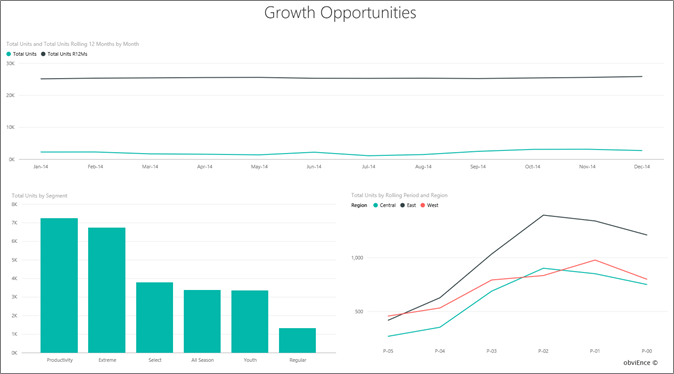 Growth Opportunities
Total Units and Total Units Rolling 12 Months by Month
Total Units Total Units R12Ms
30K
20K
10K
0K
Jan-14 Feb-14 Mar-14 Apr-14 May-14 Jun-14 Jul-14 Aug-14 Sep-14 Oct-14 Nov-14 Dec-14
Total Units by Segment
8K
7K
6K
5K
4K
3K
2K
1K
0K
Productivity Extreme Select All Season Youth Regular
Total Units by Rolling Period and Region
Region Central East West
1,000
500
P-05 P-04 P-03 P-02 P-01 P-00
obviEnce ©